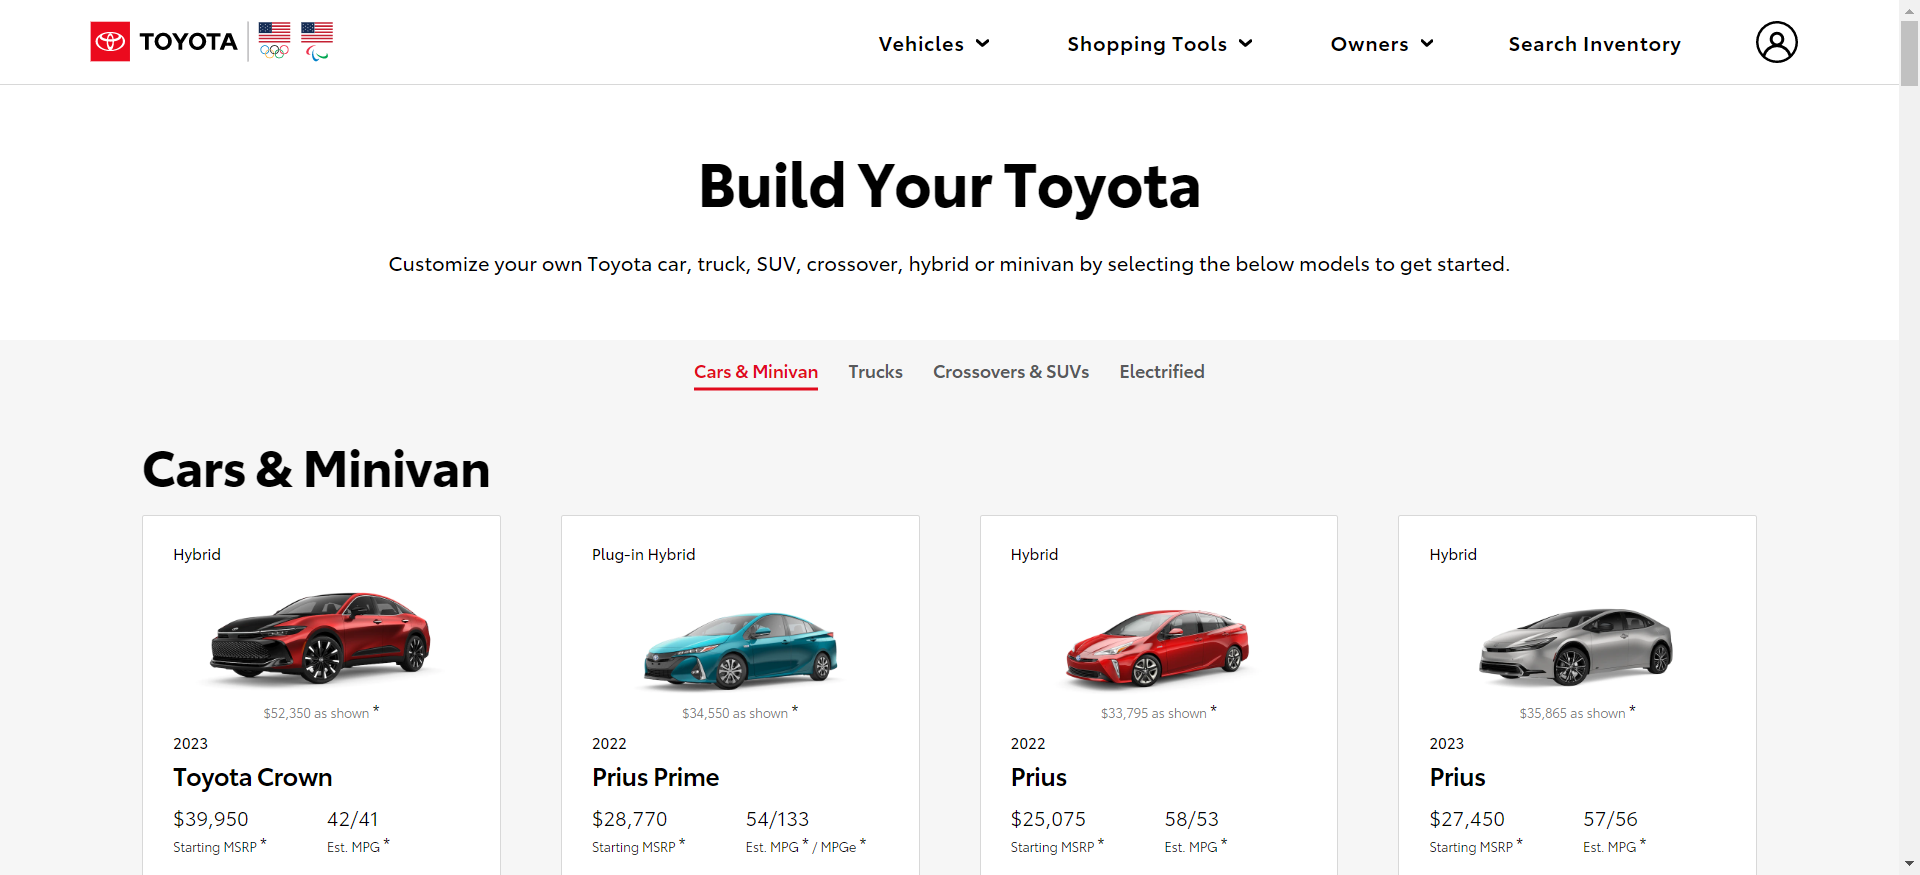 TOYOTA
Vehicles
Shopping Tools
Owners
Search Inventory
Build Your Toyota
Customize your own Toyota car, truck, SUV, crossover, hybrid or minivan by selecting the below models to get started.
Cars & Minivan
Trucks
Crossovers & SUVs
Electrified
Cars & Minivan
Hybrid
$52,350 as shown *
2023
Toyota Crown
$39,950
42/41
Starting MSRP *
Est. MPG *
Plug-in Hybrid
$34,550 as shown *
2022
Prius Prime
$28,770
54/133
Starting MSRP *
Est. MPG * / MPGe *
Hybrid
$33,795 as shown *
2022
Prius
$25,075
58/53
Starting MSRP *
Est. MPG *
Hybrid
$35,865 as shown *
2023
Prius
$27,450
57/56
Starting MSRP *
Est. MPG *